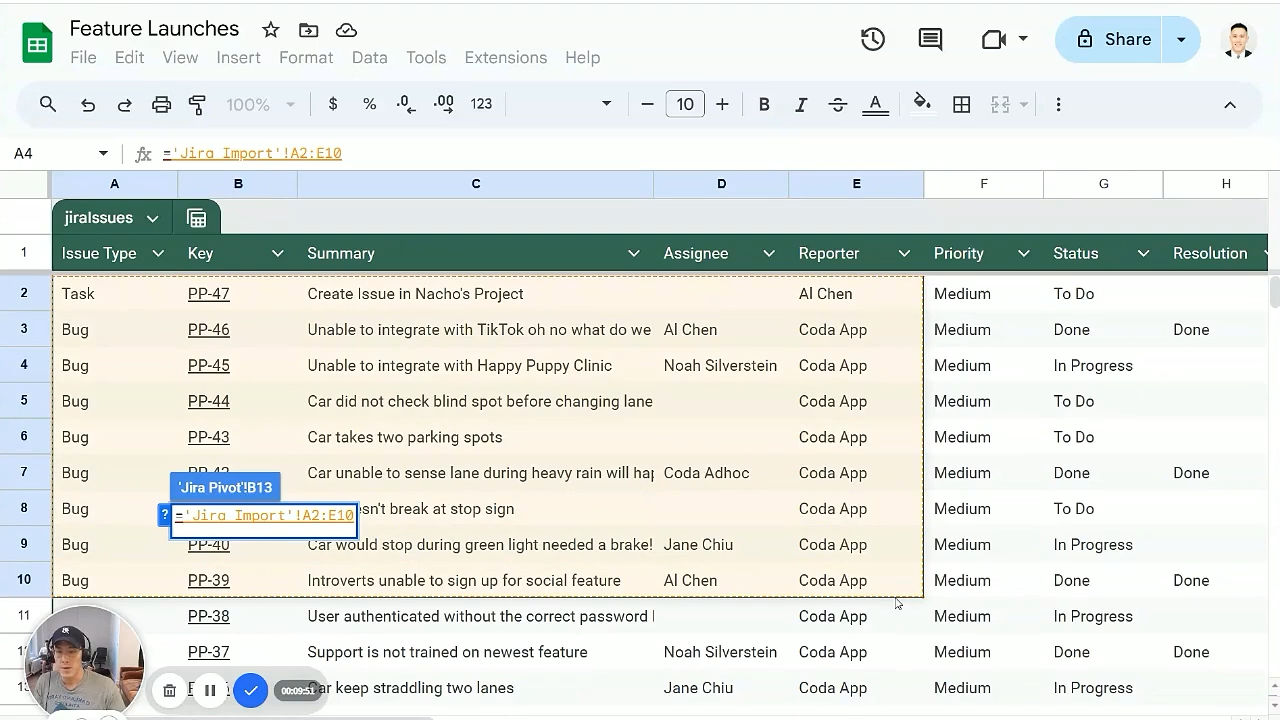 Feature Launches
File Edit View Insert Format Data Tools Extensions Help
Share
100% $ % .0 .00 123 10 B I A
A4 fx ='Jira Import'!A2:E10
A B C D E F G H
jiraIssues
1 Issue Type Key Summary Assignee Reporter Priority Status Resolution
2 Task PP-47 Create Issue in Nacho's Project Al Chen Medium To Do
3 Bug PP-46 Unable to integrate with TikTok oh no what do we Al Chen Coda App Medium Done Done
4 Bug PP-45 Unable to integrate with Happy Puppy Clinic Noah Silverstein Coda App Medium In Progress
5 Bug PP-44 Car did not check blind spot before changing lane Coda App Medium To Do
6 Bug PP-43 Car takes two parking spots Coda App Medium To Do
7 Bug Car unable to sense lane during heavy rain will hap Coda Adhoc Coda App Medium Done Done
'Jira Pivot'!B13
8 Bug esn't break at stop sign Coda App Medium To Do
? ='Jira Import'!A2:E10
9 Bug PP-40 Car would stop during green light needed a brake! Jane Chiu Coda App Medium In Progress
10 Bug PP-39 Introverts unable to sign up for social feature Al Chen Coda App Medium Done Done
11 PP-38 User authenticated without the correct password Coda App Medium In Progress
PP-37 Support is not trained on newest feature Noah Silverstein Coda App Medium Done Done
Car keep straddling two lanes Jane Chiu Coda App Medium In Progress